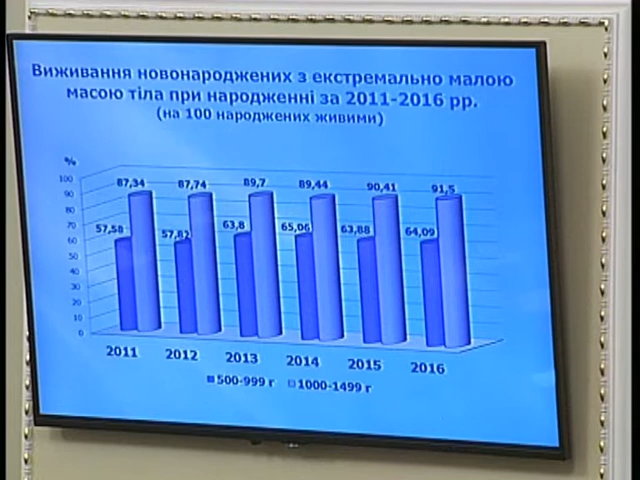 Виживання новонароджених з екстремально малою
масою тіла при народженні за 2011-2016 рр.
(на 100 народжених живими)
%
100
90
80
70
60
50
40
30
20
10
0
57,58 87,34 57,82 87,74 63,8 89,7 65,06 89,44 63,88 90,41 64,09 91,5
2011 2012 2013 2014 2015 2016
500-999 г 1000-1499 г